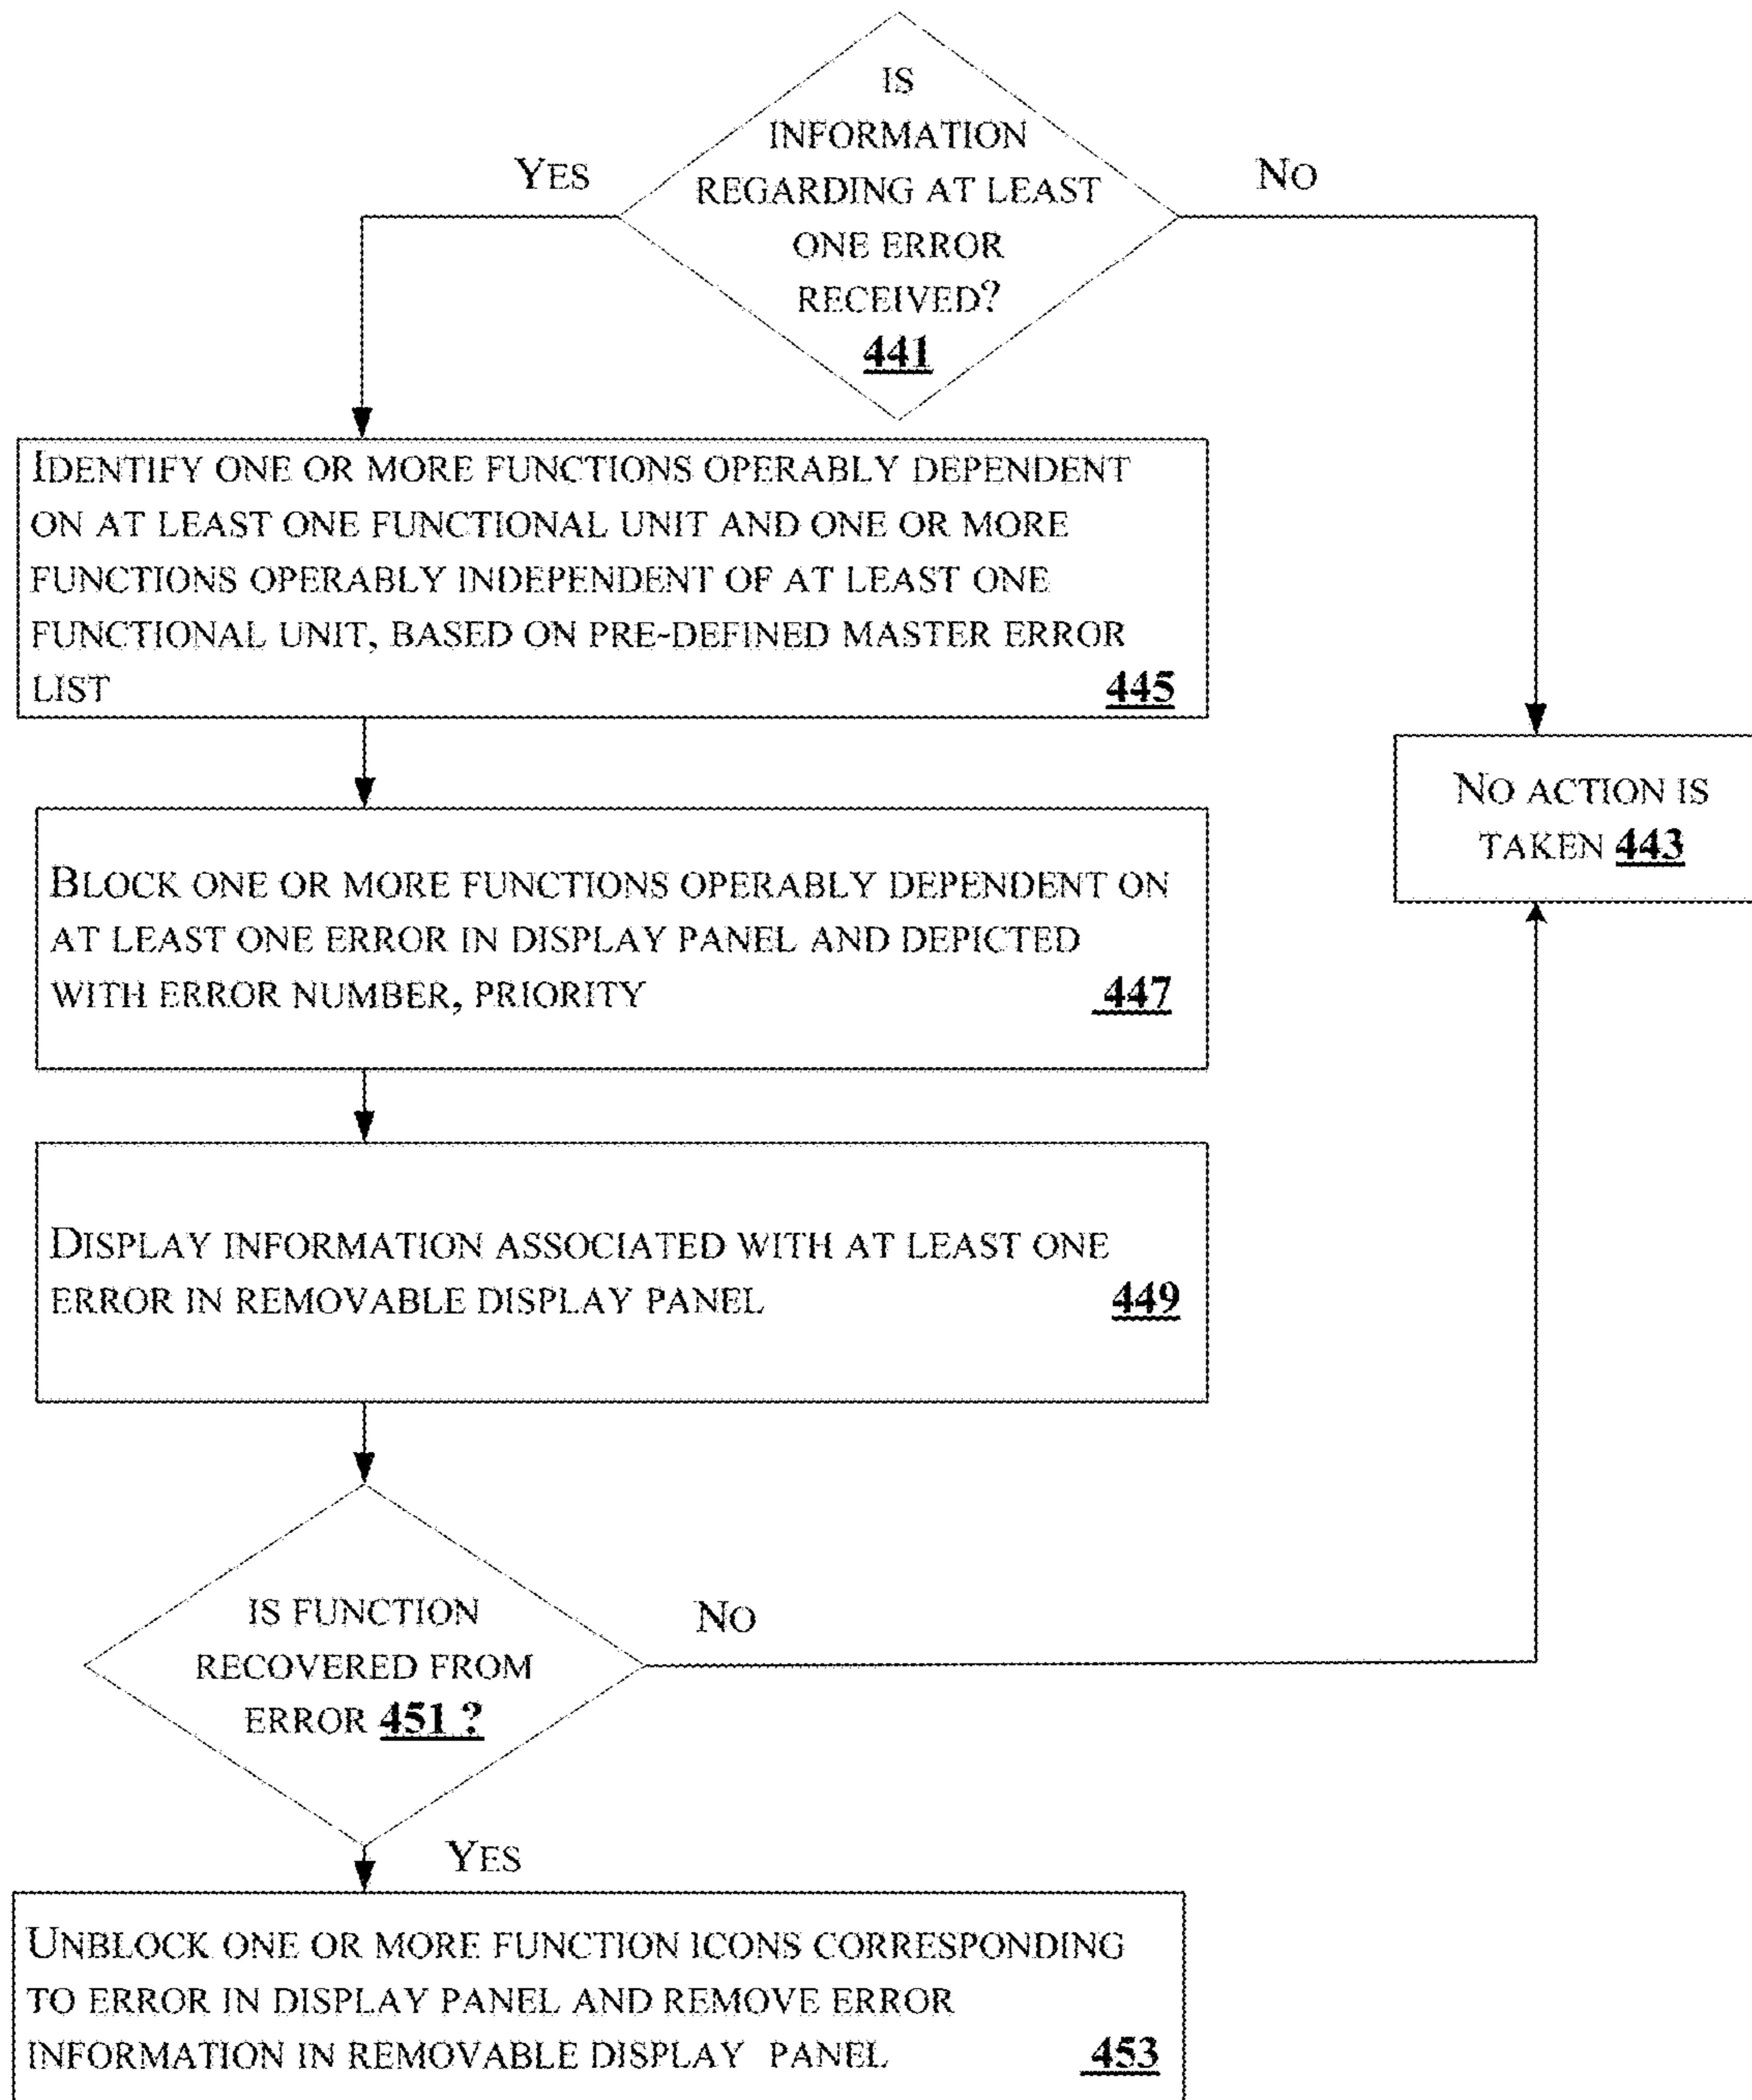 IS
INFORMATION
REGARDING AT LEAST
ONE ERROR
RECEIVED?
441
YES
NO
IDENTIFY ONE OR MORE FUNCTIONS OPERABLY DEPENDENT
ON AT LEAST ONE FUNCTIONAL UNIT AND ONE OR MORE
FUNCTIONS OPERABLY INDEPENDENT OF AT LEAST ONE
FUNCTIONAL UNIT, BASED ON PRE-DEFINED MASTER ERROR
LIST 445
NO ACTION IS
TAKEN 443
BLOCK ONE OR MORE FUNCTIONS OPERABLY DEPENDENT ON
AT LEAST ONE ERROR IN DISPLAY PANEL AND DEPICTED
WITH ERROR NUMBER, PRIORITY 447
DISPLAY INFORMATION ASSOCIATED WITH AT LEAST ONE
ERROR IN REMOVABLE DISPLAY PANEL 449
IS FUNCTION
RECOVERED FROM
ERROR 451 ?
NO
YES
UNBLOCK ONE OR MORE FUNCTION ICONS CORRESPONDING
TO ERROR IN DISPLAY PANEL AND REMOVE ERROR
INFORMATION IN REMOVABLE DISPLAY PANEL 453